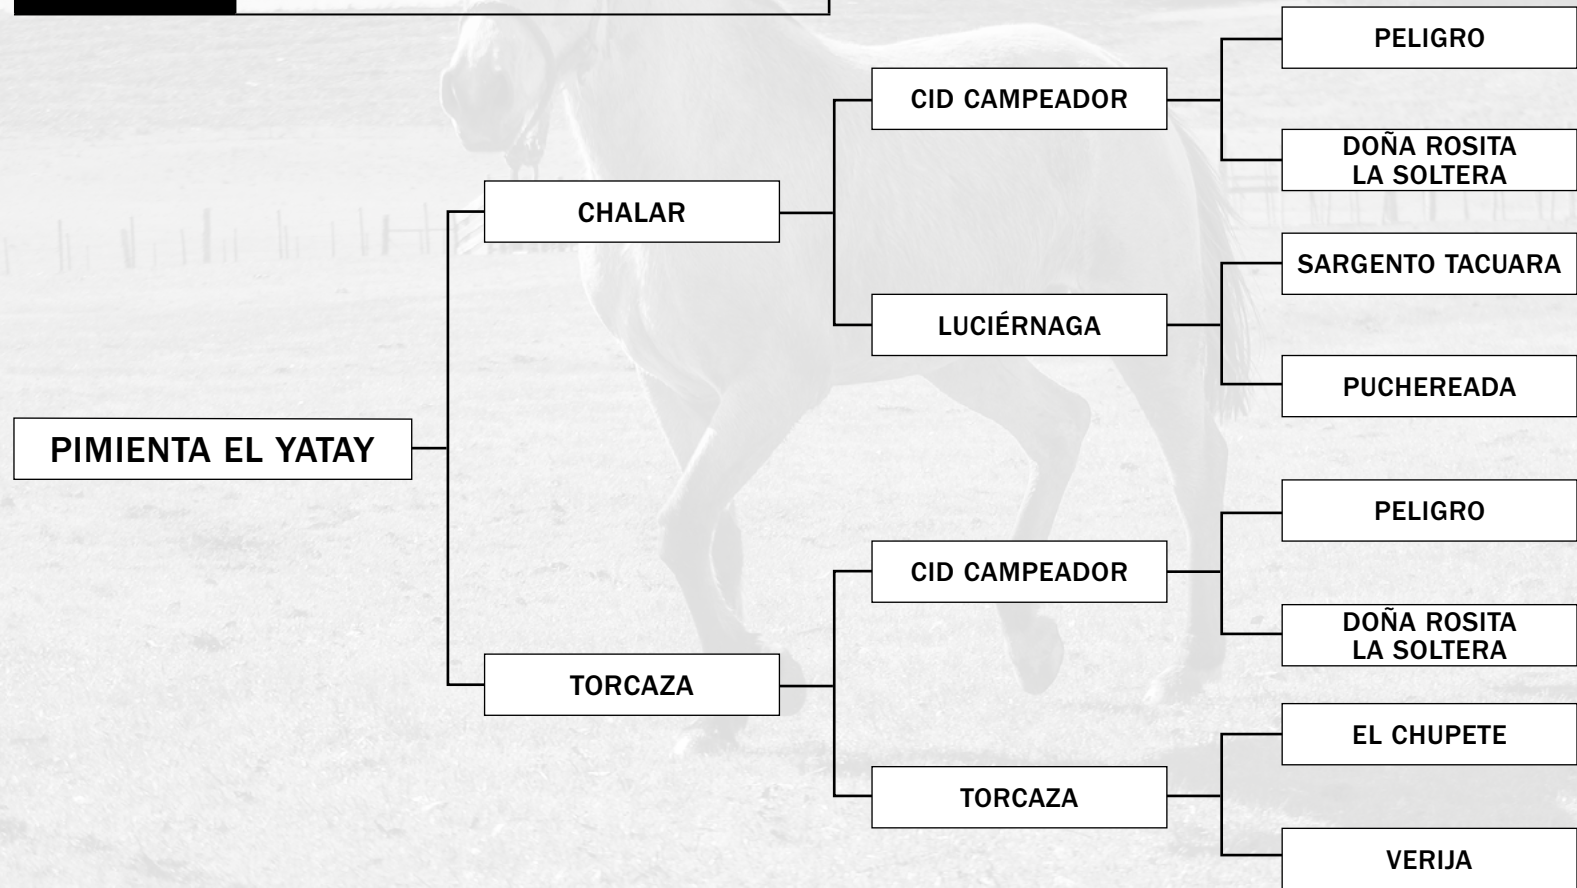 PELIGRO
CID CAMPEADOR
DOÑA ROSITA
LA SOLTERA
CHALAR
SARGENTO TACUARA
LUCIÉRNAGA
PUCHEREADA
PIMIENTA EL YATAY
PELIGRO
CID CAMPEADOR
DOÑA ROSITA
LA SOLTERA
TORCAZA
EL CHUPETE
TORCAZA
VERIJA